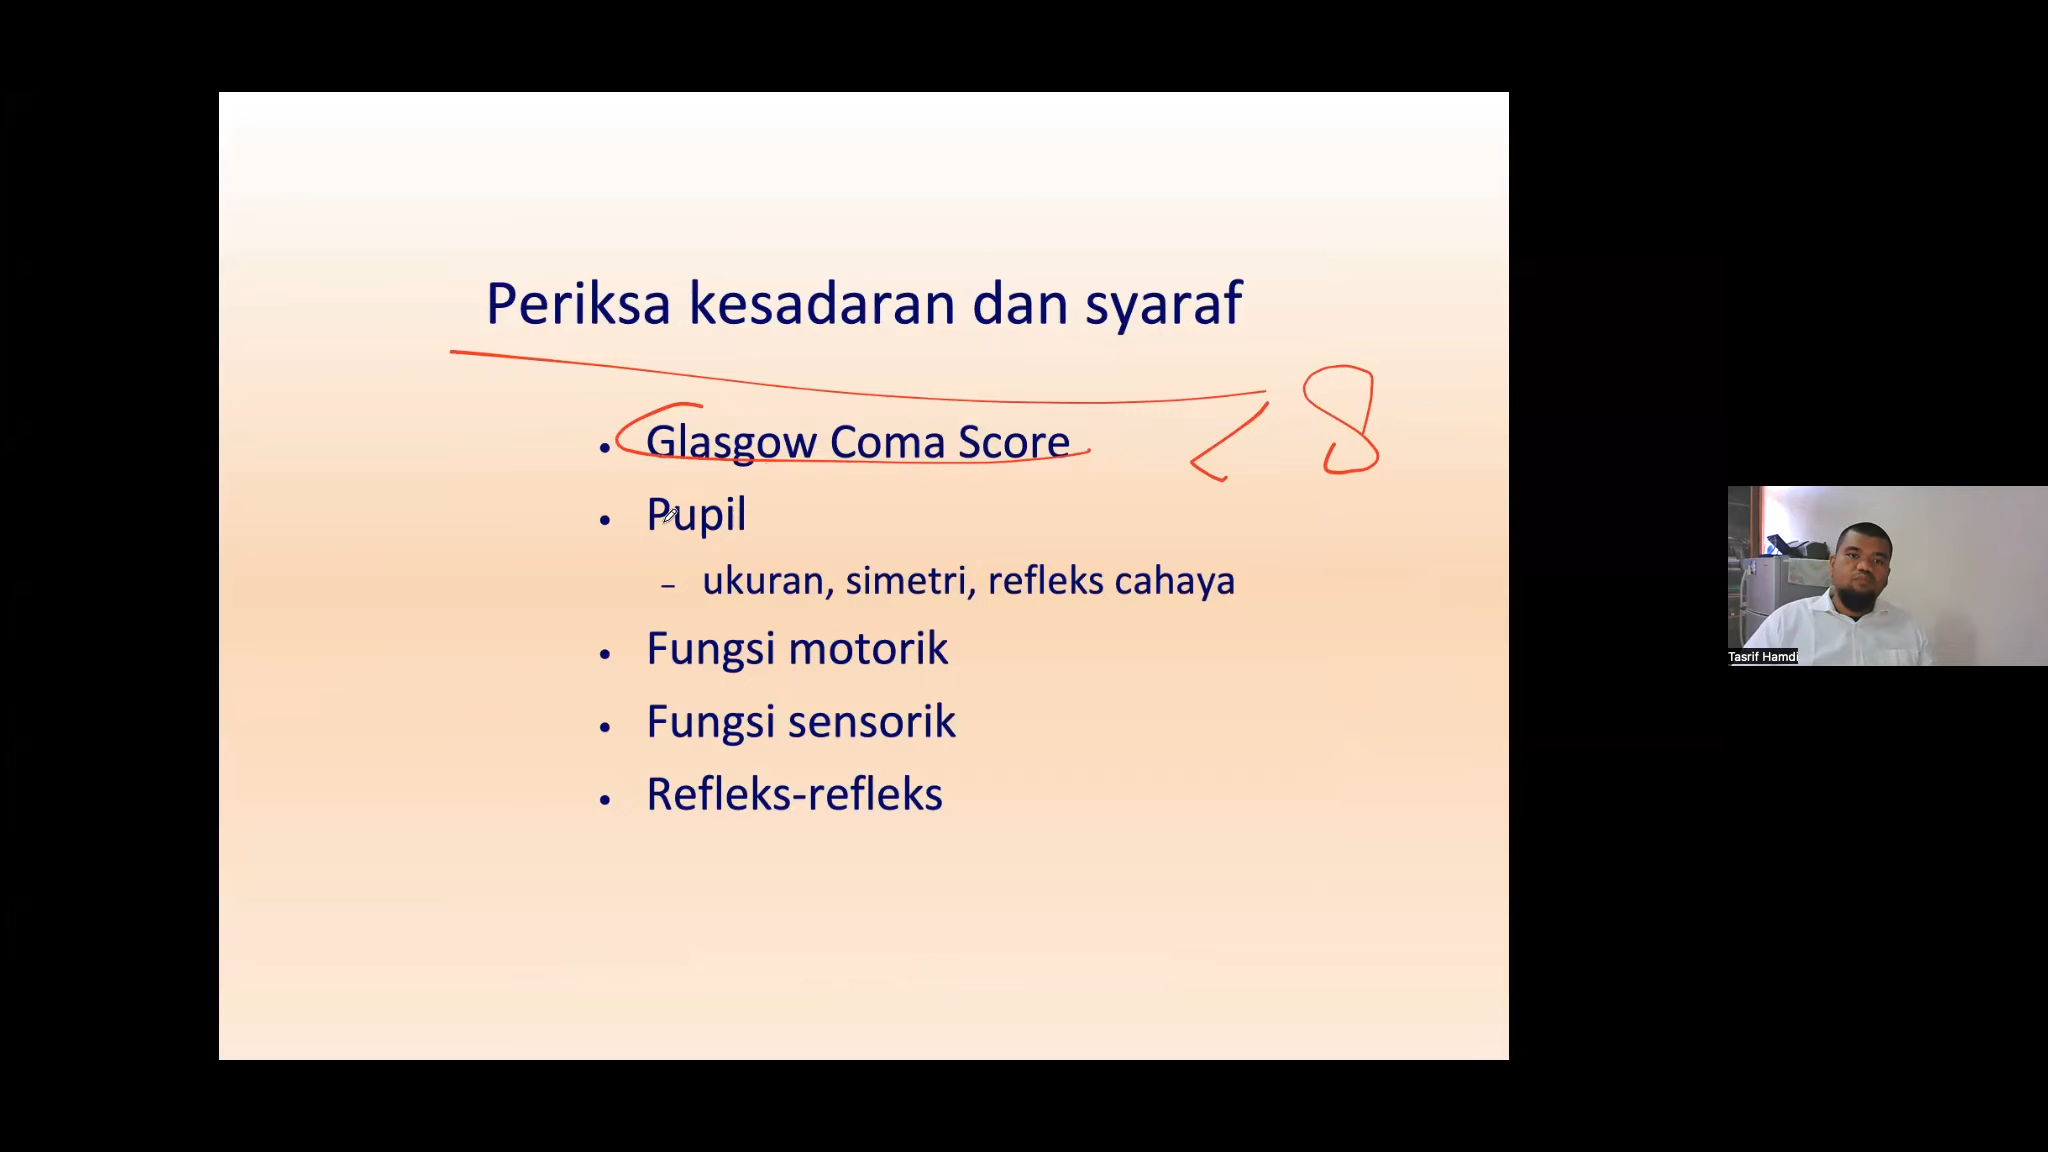 Periksa kesadaran dan syaraf
• Glasgow Coma Score < 8
• Pupil
– ukuran, simetri, refleks cahaya
• Fungsi motorik
• Fungsi sensorik
• Refleks-refleks
Tasrif Hamdi